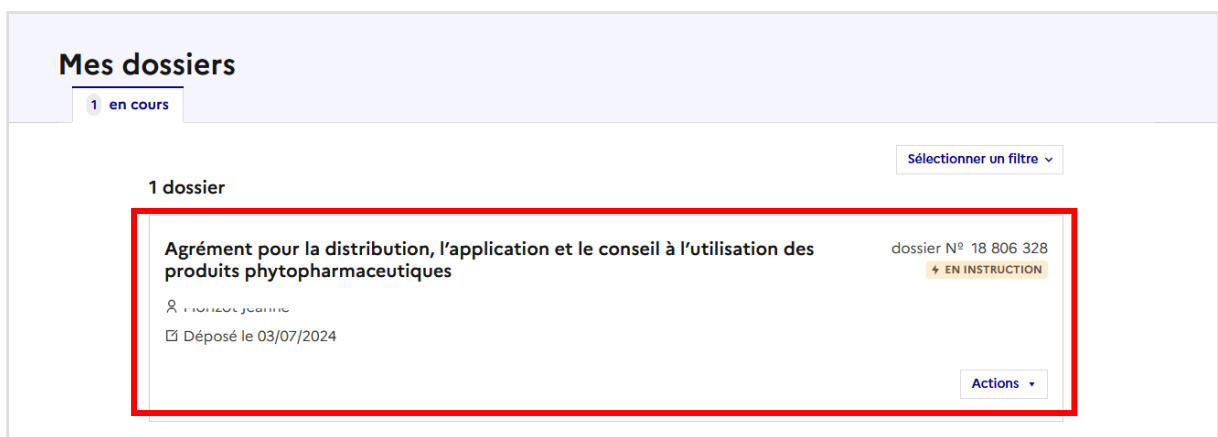 Mes dossiers
1 en cours
Sélectionner un filtre
1 dossier
Agrément pour la distribution, l'application et le conseil à l'utilisation des
produits phytopharmaceutiques
dossier Nº 18 806 328
EN INSTRUCTION
Jeanne
Déposé le 03/07/2024
Actions